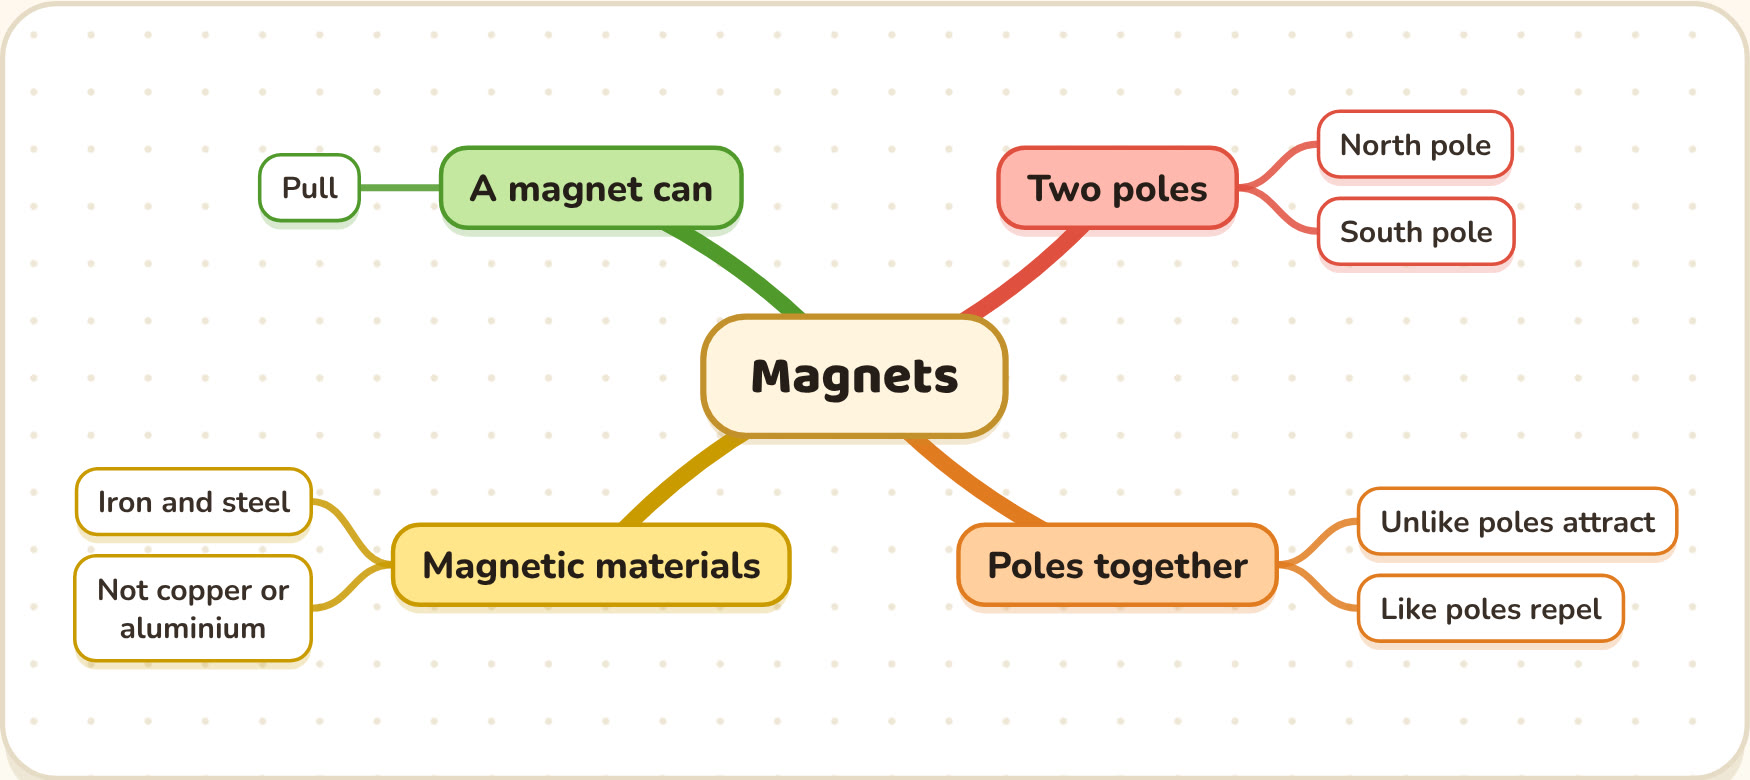 Magnets
A magnet can
Pull
Two poles
North pole
South pole
Magnetic materials
Iron and steel
Not copper or
aluminium
Poles together
Unlike poles attract
Like poles repel